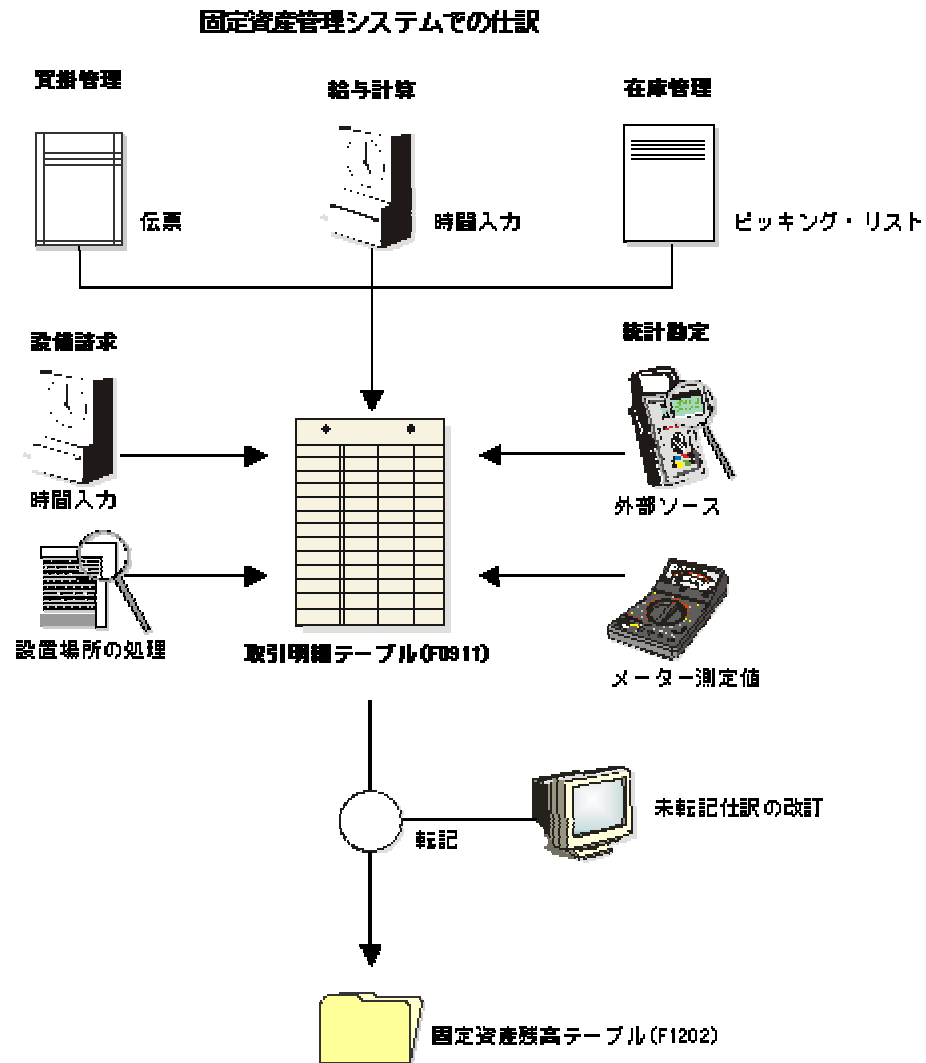 固定資産管理システムでの仕訳
買掛管理
給与計算
在庫管理
伝票
時間入力
ピッキング・リスト
設備請求
統計勘定
時間入力
外部ソース
設置場所の処理
取引明細テーブル(F0911)
メーター測定値
未転記仕訳の改訂
転記
固定資産残高テーブル(F1202)